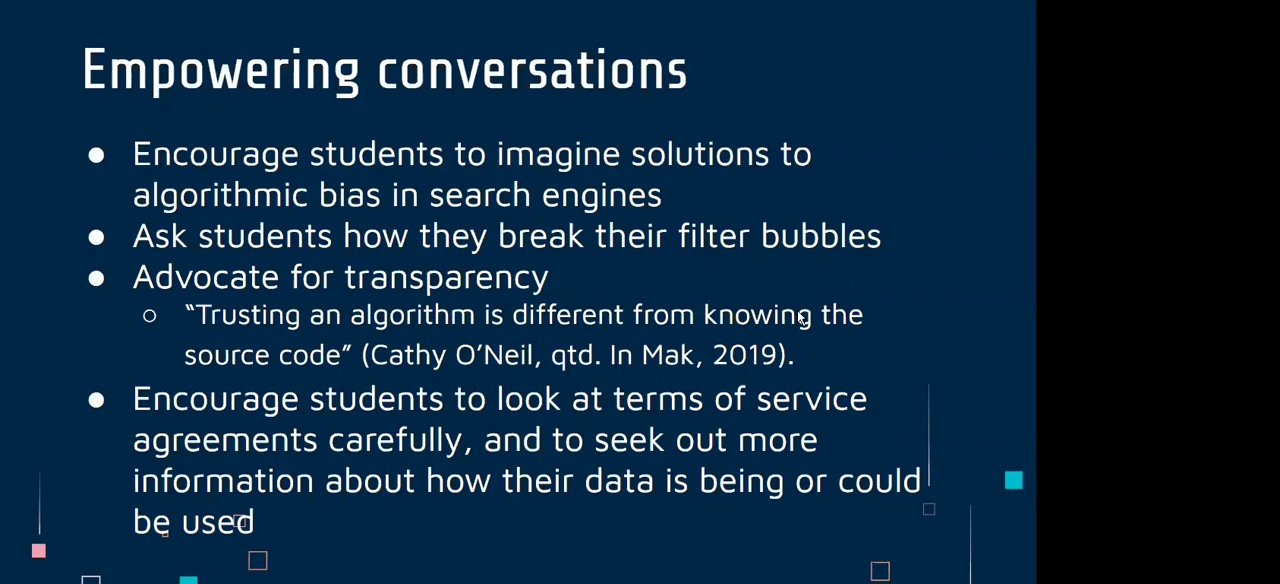 Empowering conversations
● Encourage students to imagine solutions to
algorithmic bias in search engines
● Ask students how they break their filter bubbles
● Advocate for transparency
○ “Trusting an algorithm is different from knowing the
source code” (Cathy O’Neil, qtd. In Mak, 2019).
● Encourage students to look at terms of service
agreements carefully, and to seek out more
information about how their data is being or could
be used